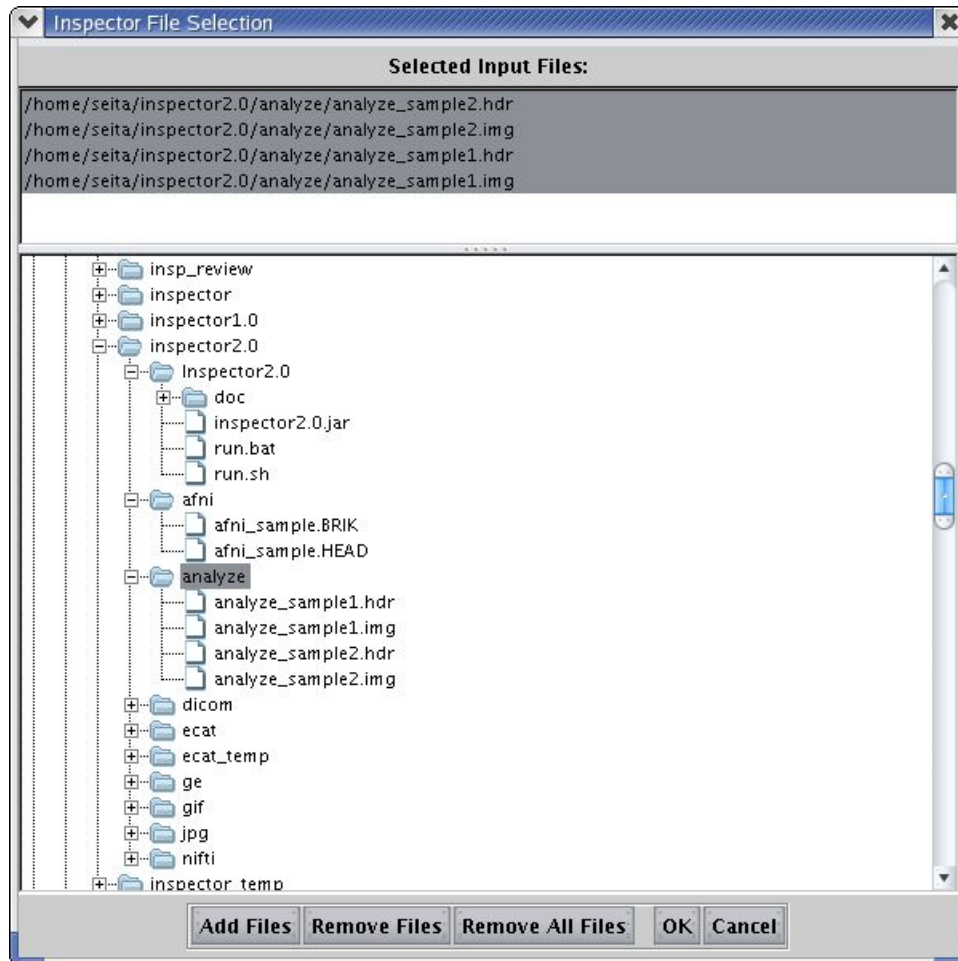 Inspector File Selection
Selected Input Files:
/home/seita/inspector2.0/analyze/analyze_sample2.hdr
/home/seita/inspector2.0/analyze/analyze_sample2.img
/home/seita/inspector2.0/analyze/analyze_sample1.hdr
/home/seita/inspector2.0/analyze/analyze_sample1.img
insp_review
inspector
inspector1.0
inspector2.0
Inspector2.0
doc
inspector2.0.jar
run.bat
run.sh
afni
afni_sample.BRIK
afni_sample.HEAD
analyze
analyze_sample1.hdr
analyze_sample1.img
analyze_sample2.hdr
analyze_sample2.img
dicom
ecat
ecat_temp
ge
gif
jpg
nifti
inspector_temp
Add Files Remove Files Remove All Files OK Cancel